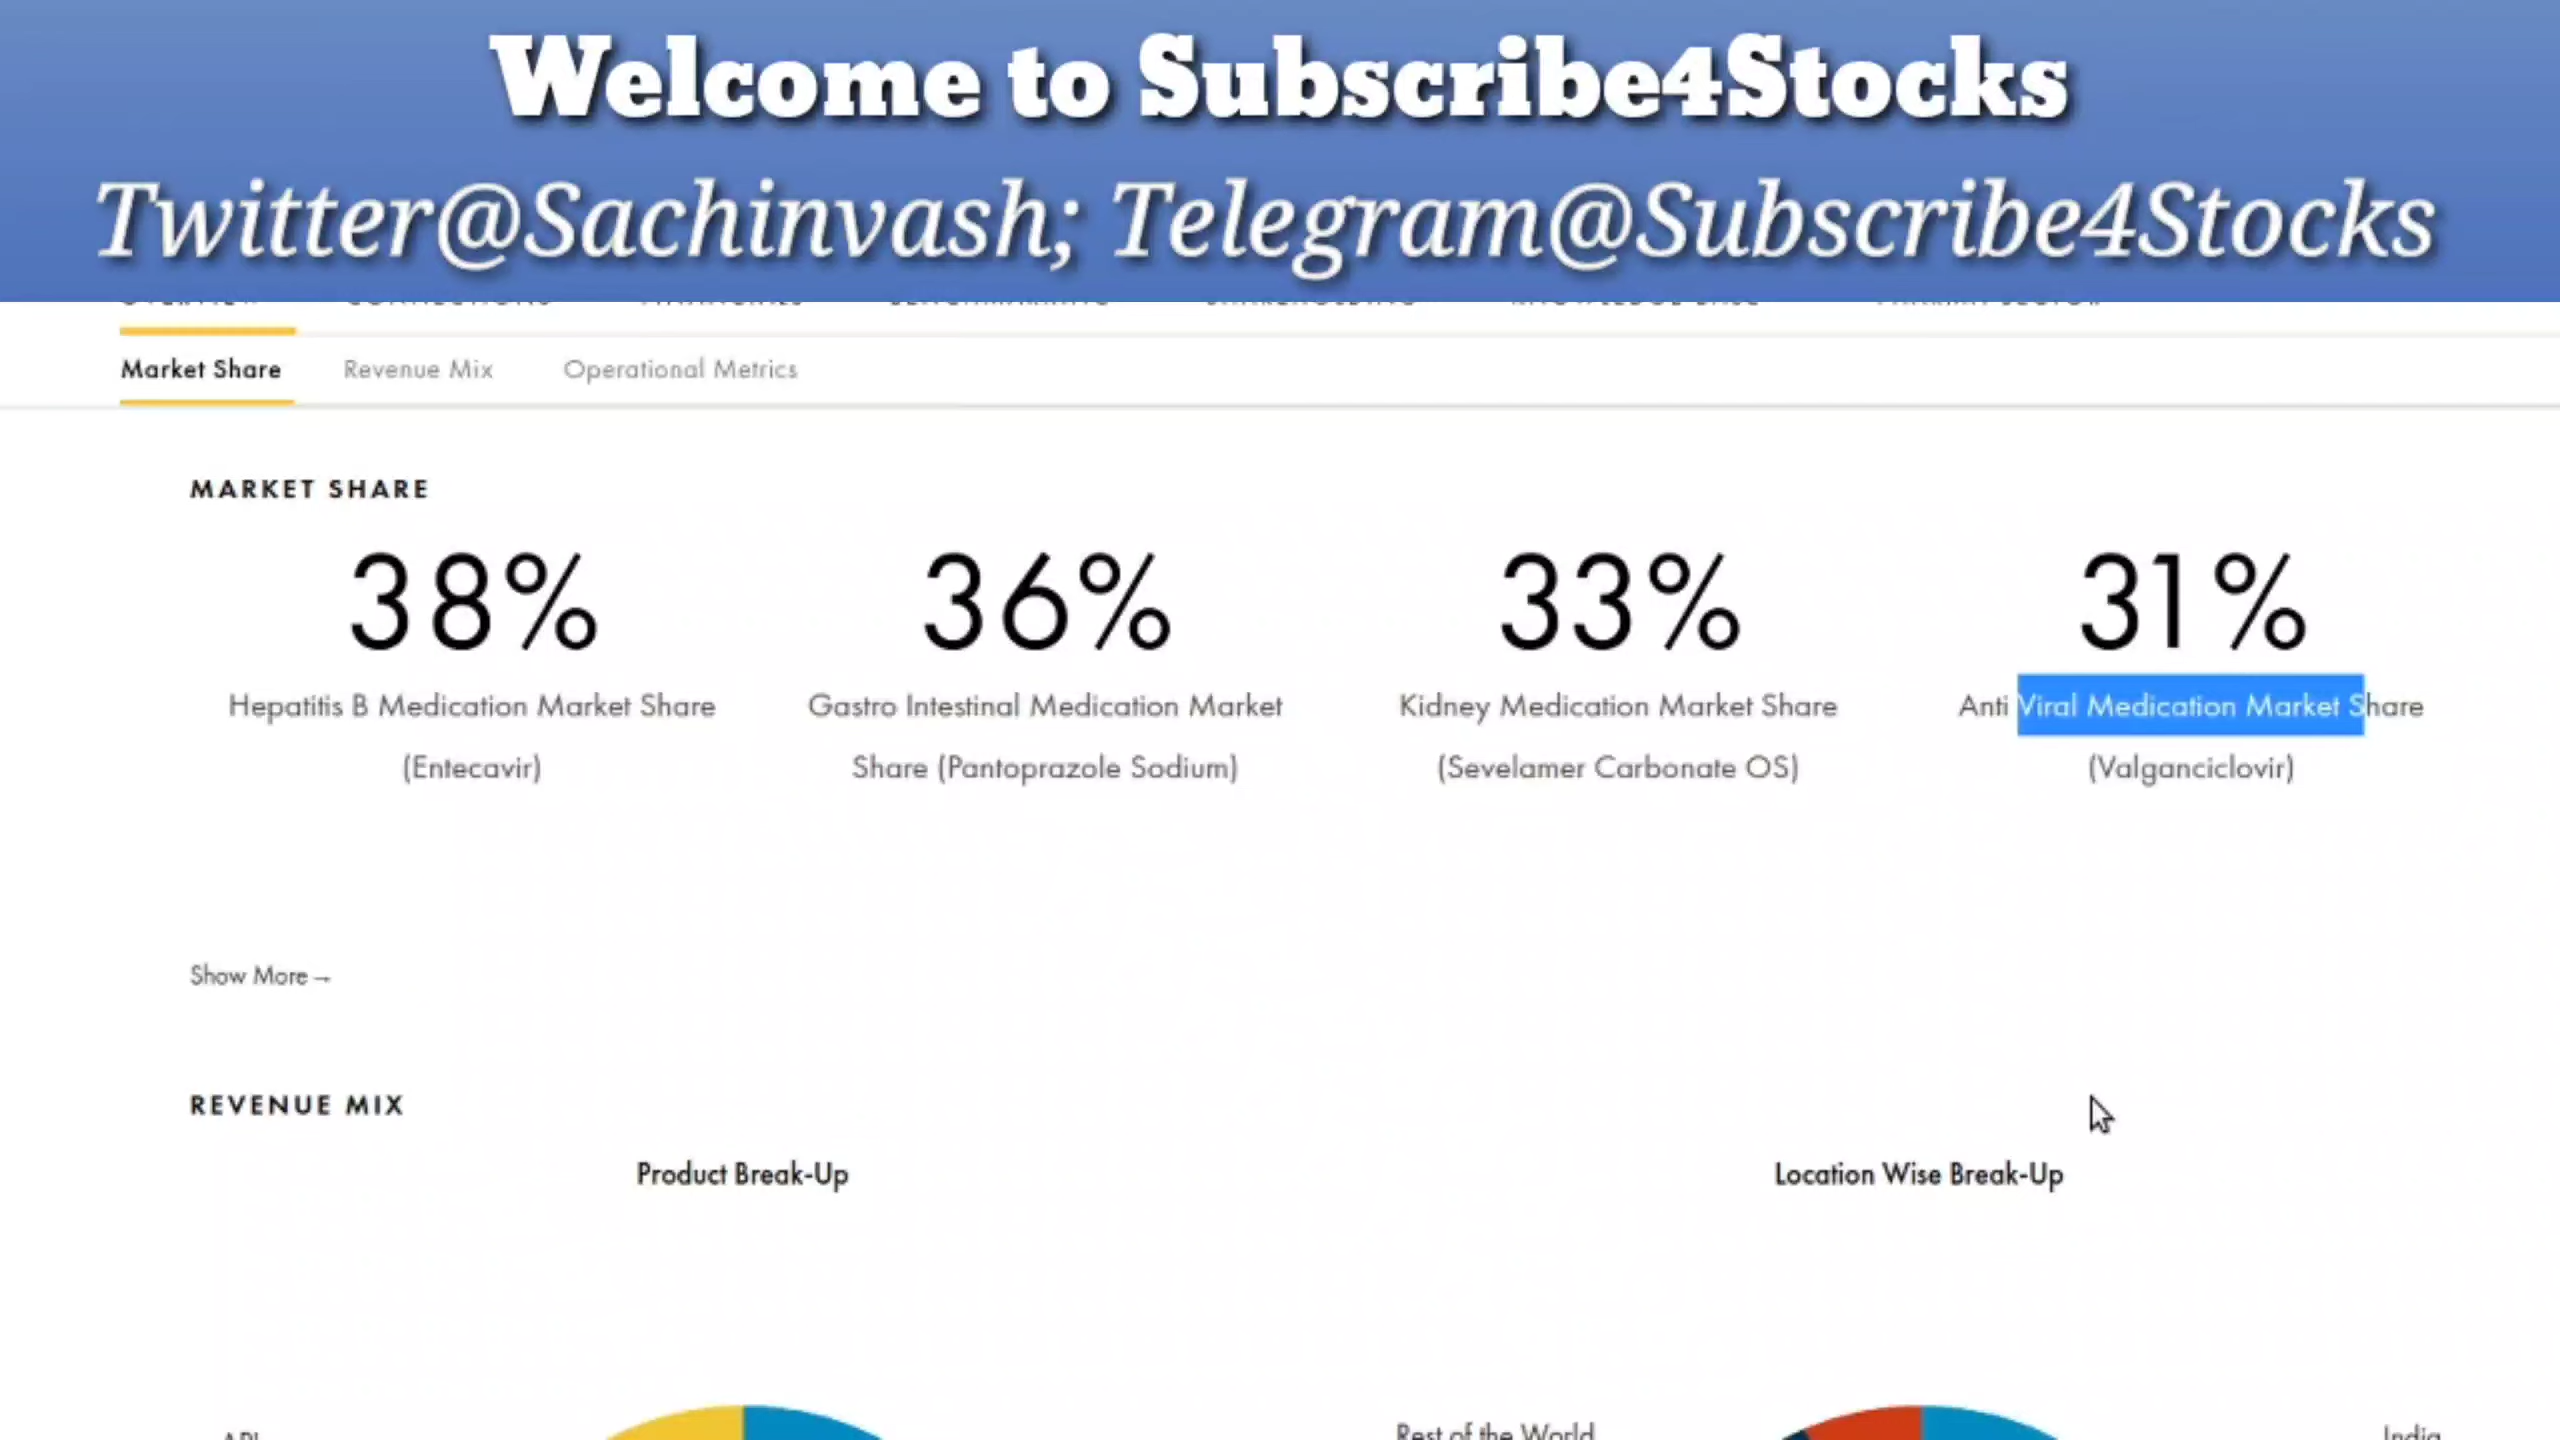 Welcome to Subscribe4Stocks
Twitter@Sachinvash; Telegram@Subscribe4Stocks
Market Share Revenue Mix Operational Metrics
MARKET SHARE
38% 36% 33% 31%
Hepatitis B Medication Market Share Gastro Intestinal Medication Market Kidney Medication Market Share Anti Viral Medication Market Share
(Entecavir) Share (Pantoprazole Sodium) (Sevelamer Carbonate OS) (Valganciclovir)
Show More→
REVENUE MIX
Product Break-Up Location Wise Break-Up
API Rest of the World India